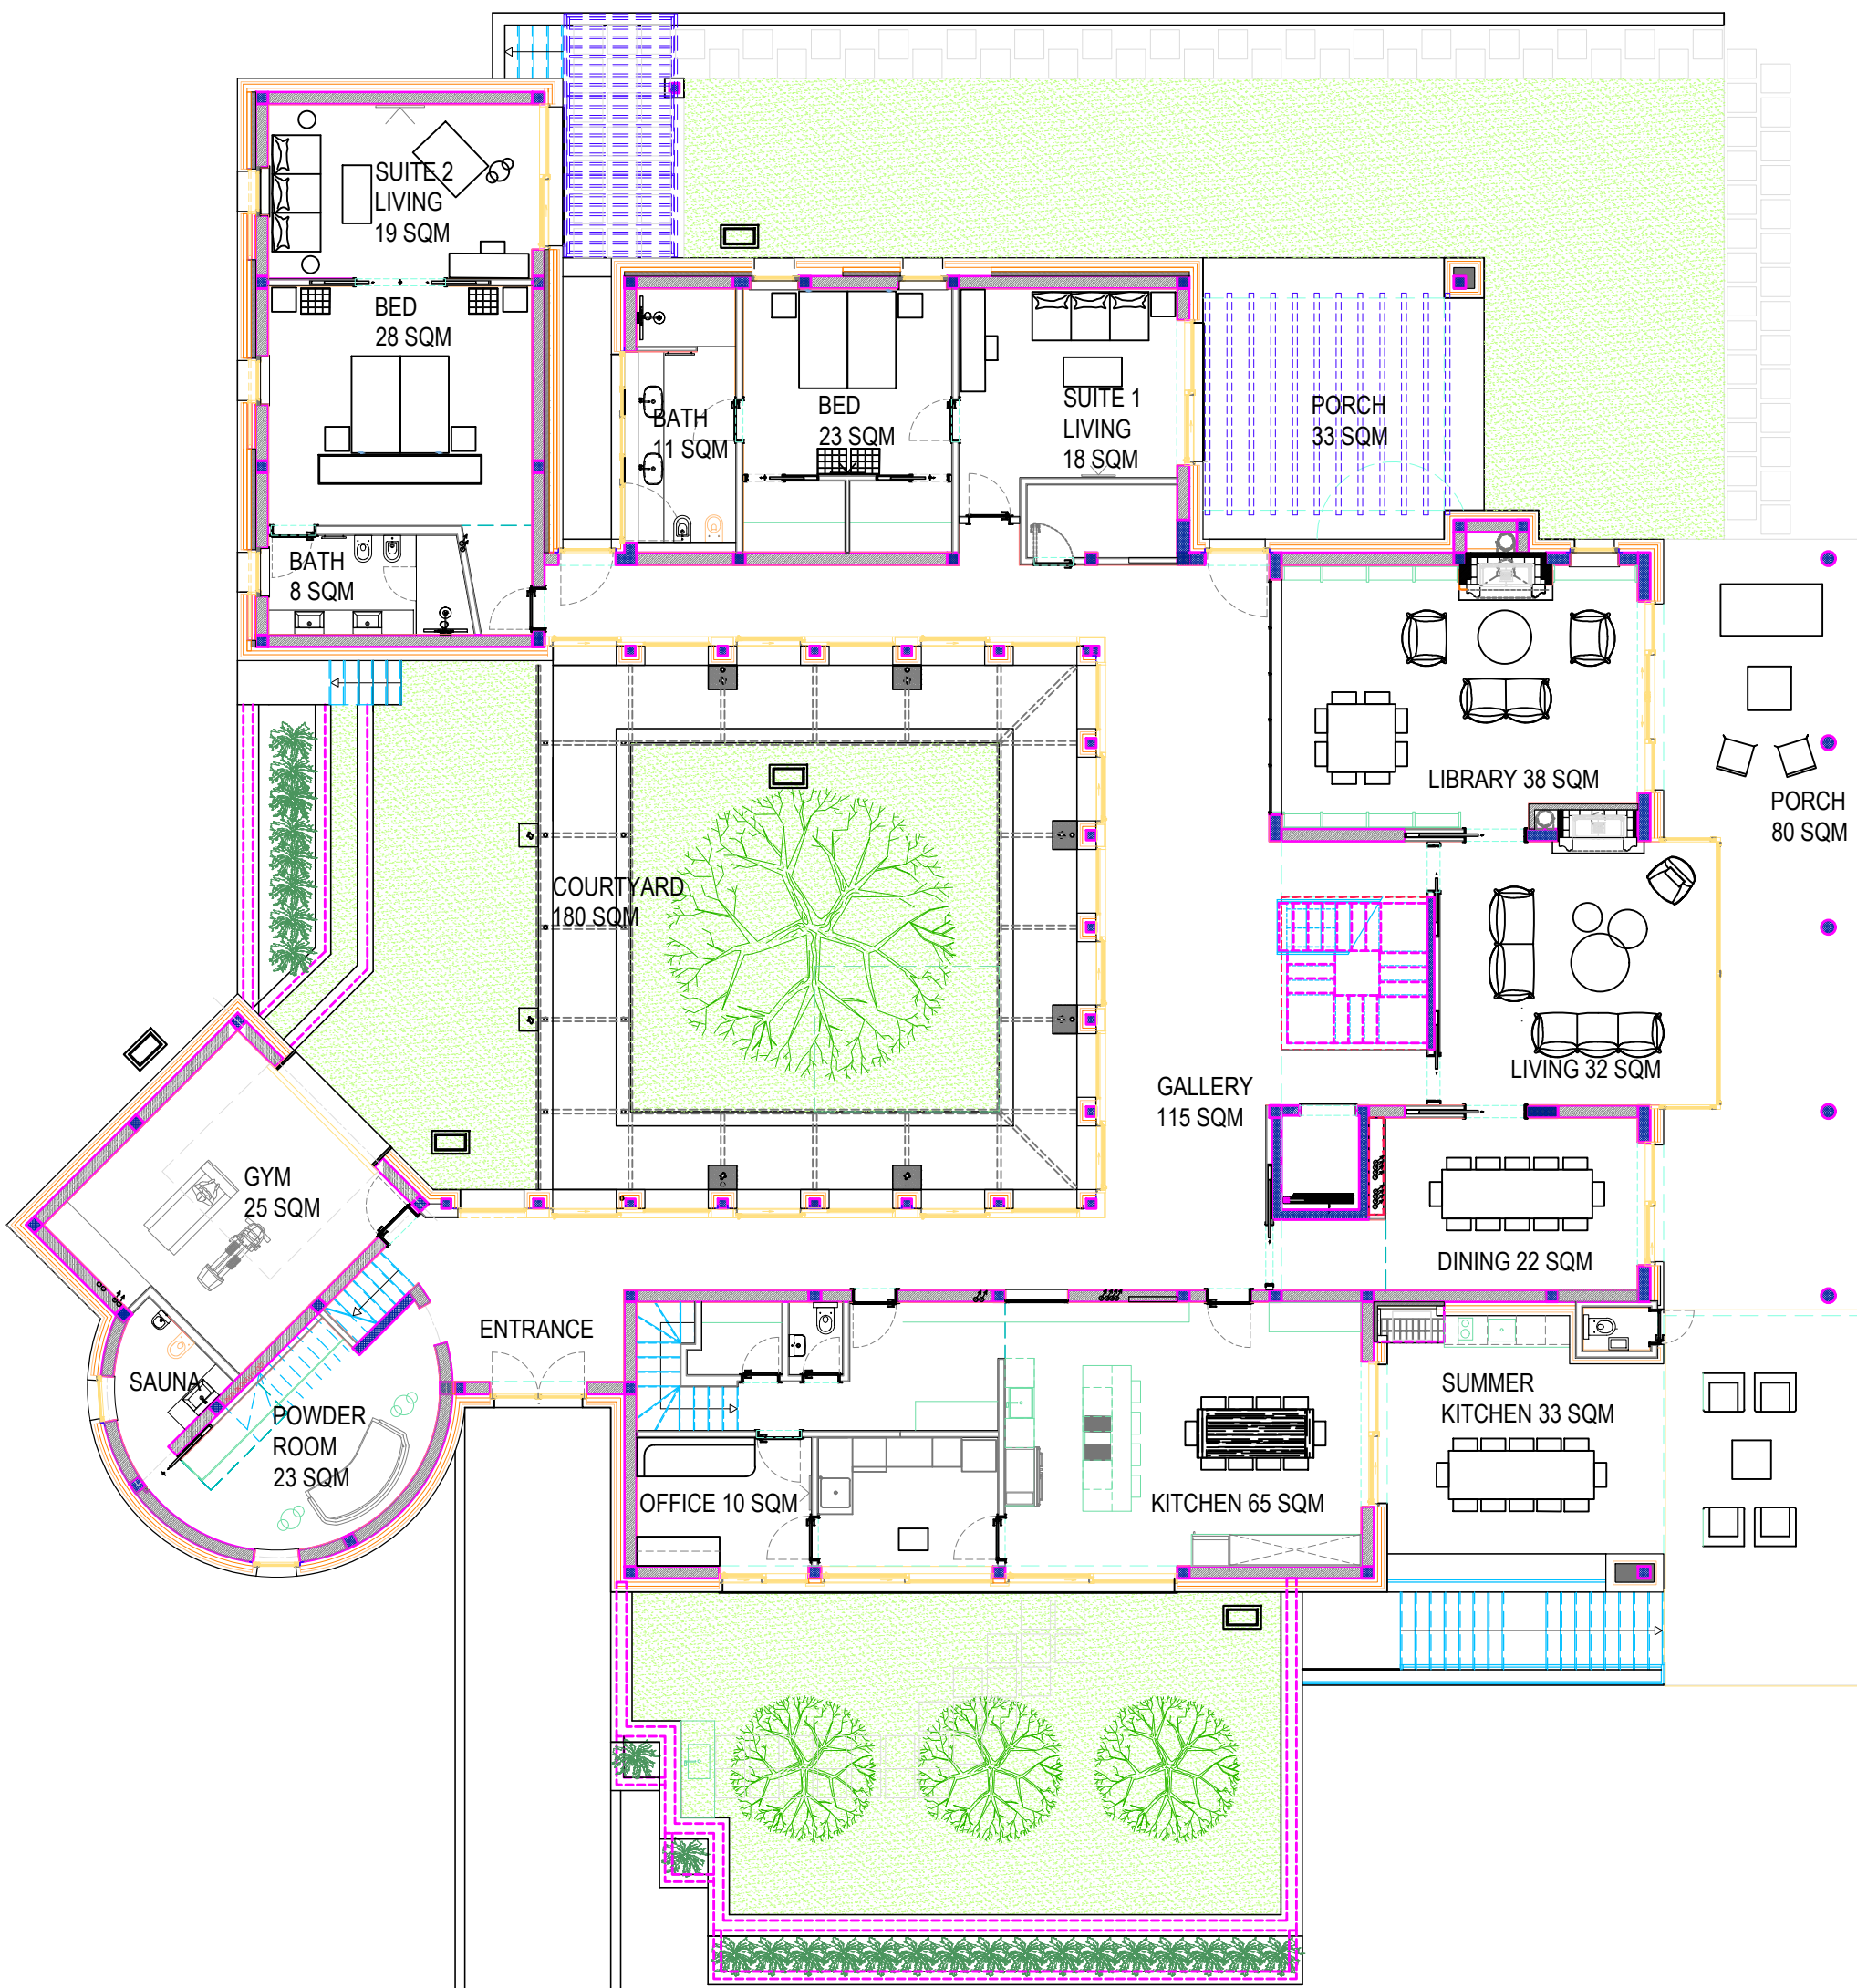 SUITE 2
LIVING
19 SQM
BED
28 SQM
BATH
8 SQM
BATH
11 SQM
BED
23 SQM
SUITE 1
LIVING
18 SQM
PORCH
33 SQM
LIBRARY 38 SQM
PORCH
80 SQM
COURTYARD
180 SQM
LIVING 32 SQM
GALLERY
115 SQM
GYM
25 SQM
DINING 22 SQM
ENTRANCE
SAUNA
POWDER
ROOM
23 SQM
SUMMER
KITCHEN 33 SQM
OFFICE 10 SQM
KITCHEN 65 SQM